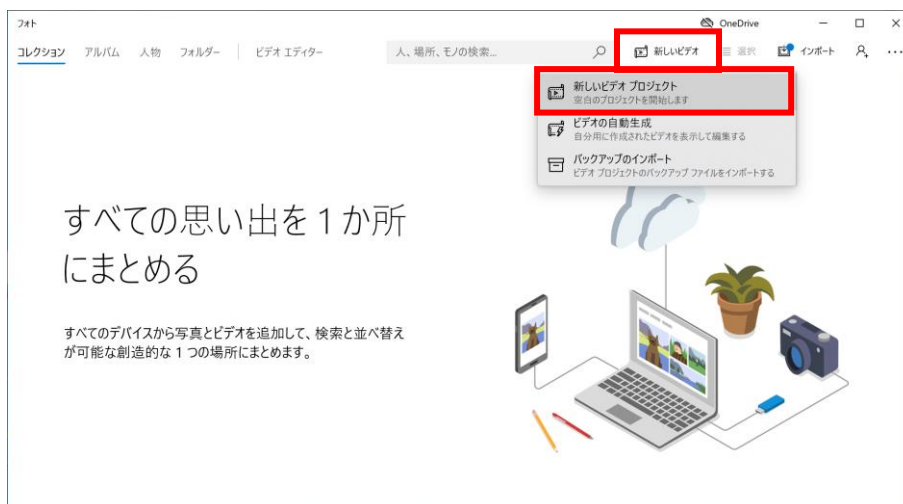 フォト
OneDrive
コレクション アルバム 人物 フォルダー ビデオ エディター
人、場所、モノの検索...
新しいビデオ 選択 インポート
新しいビデオ プロジェクト
空白のプロジェクトを開始します
ビデオの自動生成
自分用に作成されたビデオを表示して編集する
バックアップのインポート
ビデオ プロジェクトのバックアップ ファイルをインポートする
すべての思い出を 1 か所
にまとめる
すべてのデバイスから写真とビデオを追加して、検索と並べ替え
が可能な創造的な 1 つの場所にまとめます。